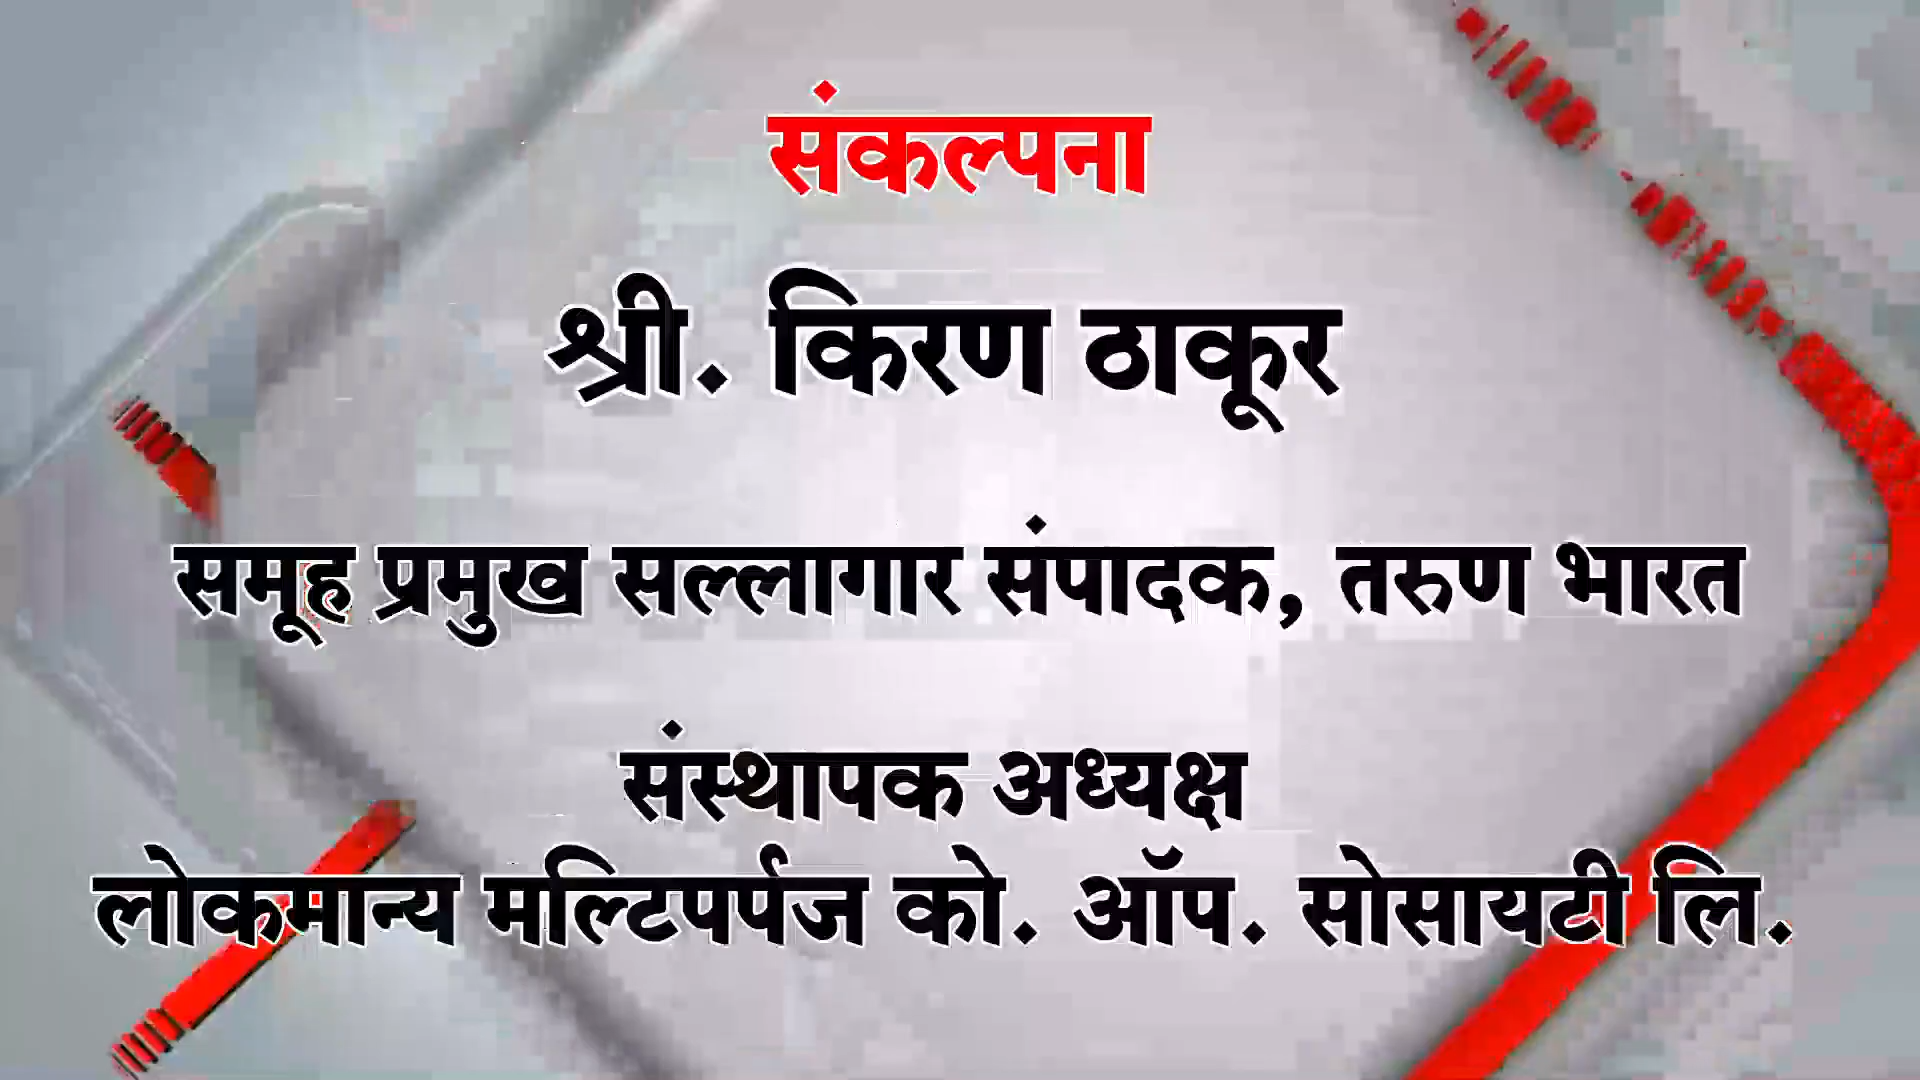 संकल्पना
श्री. किरण ठाकूर
समूह प्रमुख सल्लागार संपादक, तरुण भारत
संस्थापक अध्यक्ष
लोकमान्य मल्टिपर्पज को. ऑप. सोसायटी लि.